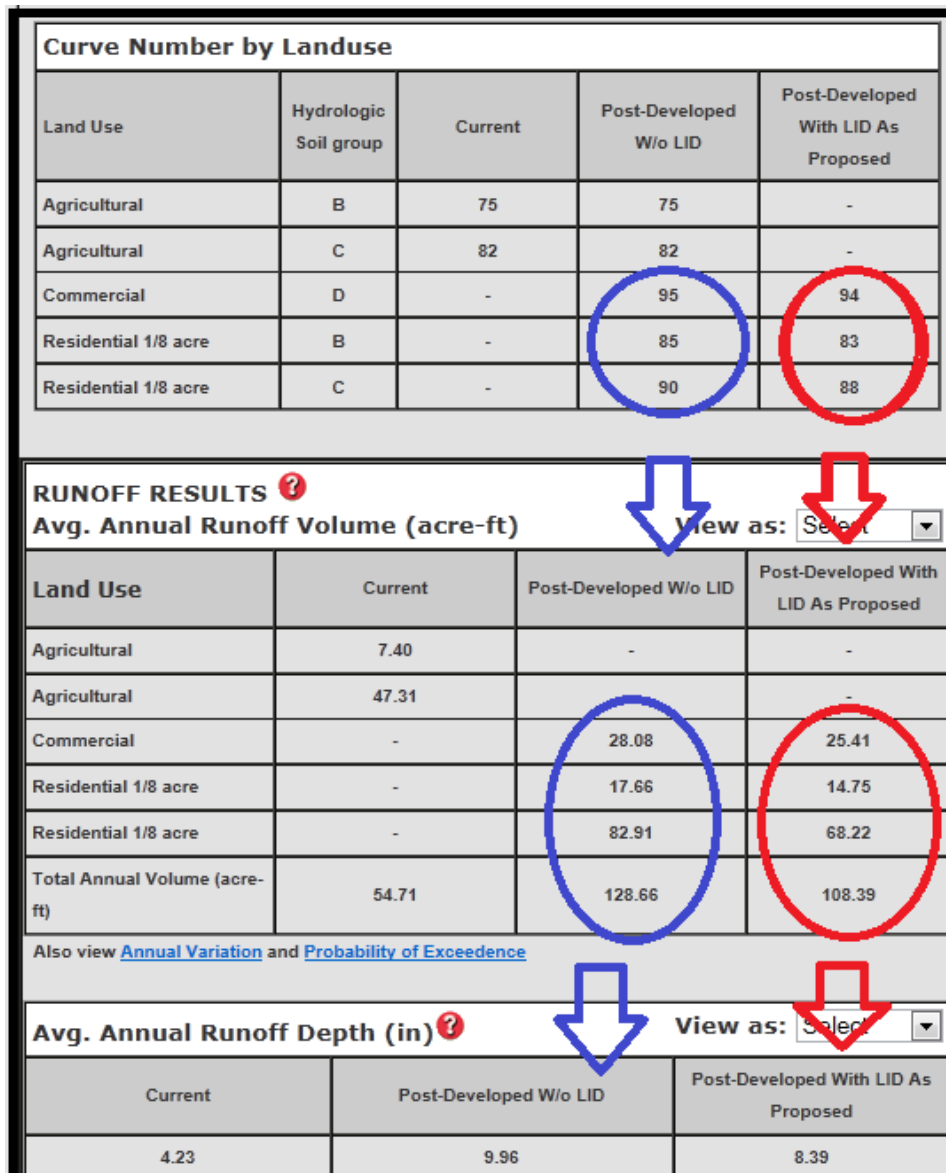 Curve Number by Landuse
Land Use Hydrologic Soil group Current Post-Developed W/o LID Post-Developed With LID As Proposed
Agricultural B 75 75 -
Agricultural C 82 82 -
Commercial D - 95 94
Residential 1/8 acre B - 85 83
Residential 1/8 acre C - 90 88
RUNOFF RESULTS ?
Avg. Annual Runoff Volume (acre-ft) View as: Select
Land Use Current Post-Developed W/o LID Post-Developed With LID As Proposed
Agricultural 7.40 - -
Agricultural 47.31 -
Commercial - 28.08 25.41
Residential 1/8 acre - 17.66 14.75
Residential 1/8 acre - 82.91 68.22
Total Annual Volume (acre-ft) 54.71 128.66 108.39
Also view Annual Variation and Probability of Exceedence
Avg. Annual Runoff Depth (in) ? View as: Select
Current Post-Developed W/o LID Post-Developed With LID As Proposed
4.23 9.96 8.39